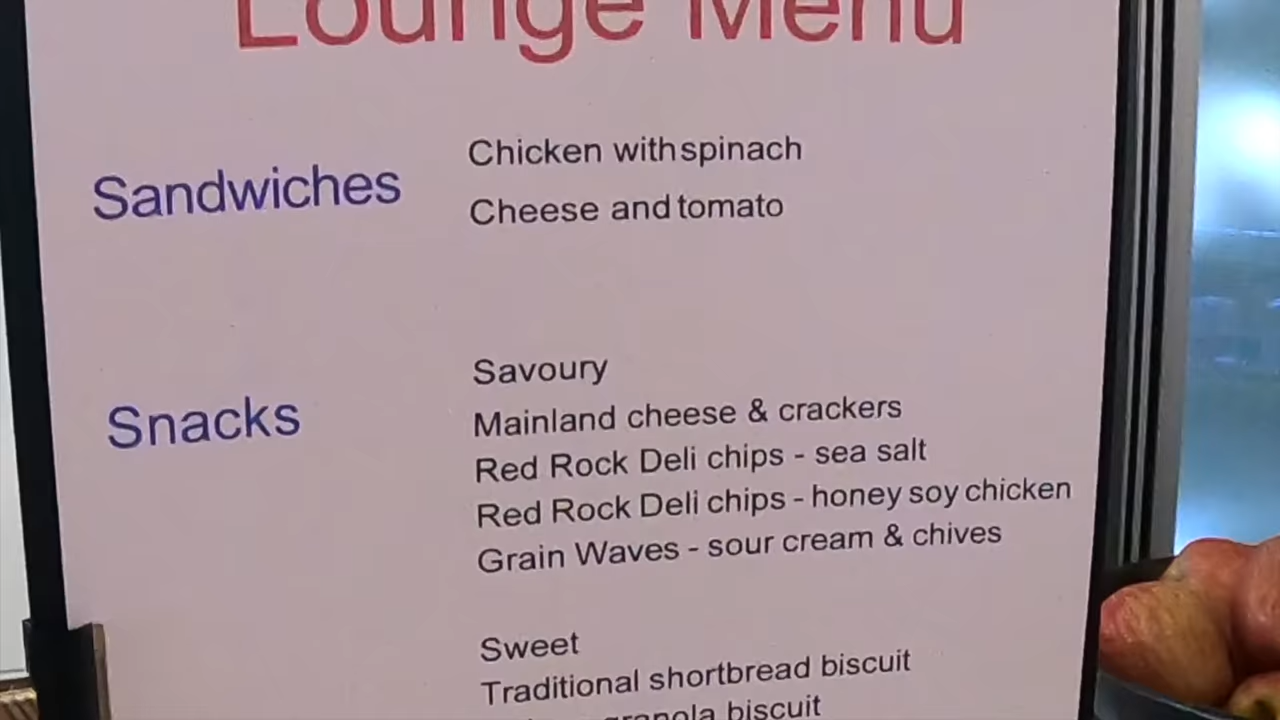 Lounge Menu
Sandwiches
Chicken with spinach
Cheese and tomato
Snacks
Savoury
Mainland cheese & crackers
Red Rock Deli chips - sea salt
Red Rock Deli chips - honey soy chicken
Grain Waves - sour cream & chives
Sweet
Traditional shortbread biscuit
granola biscuit